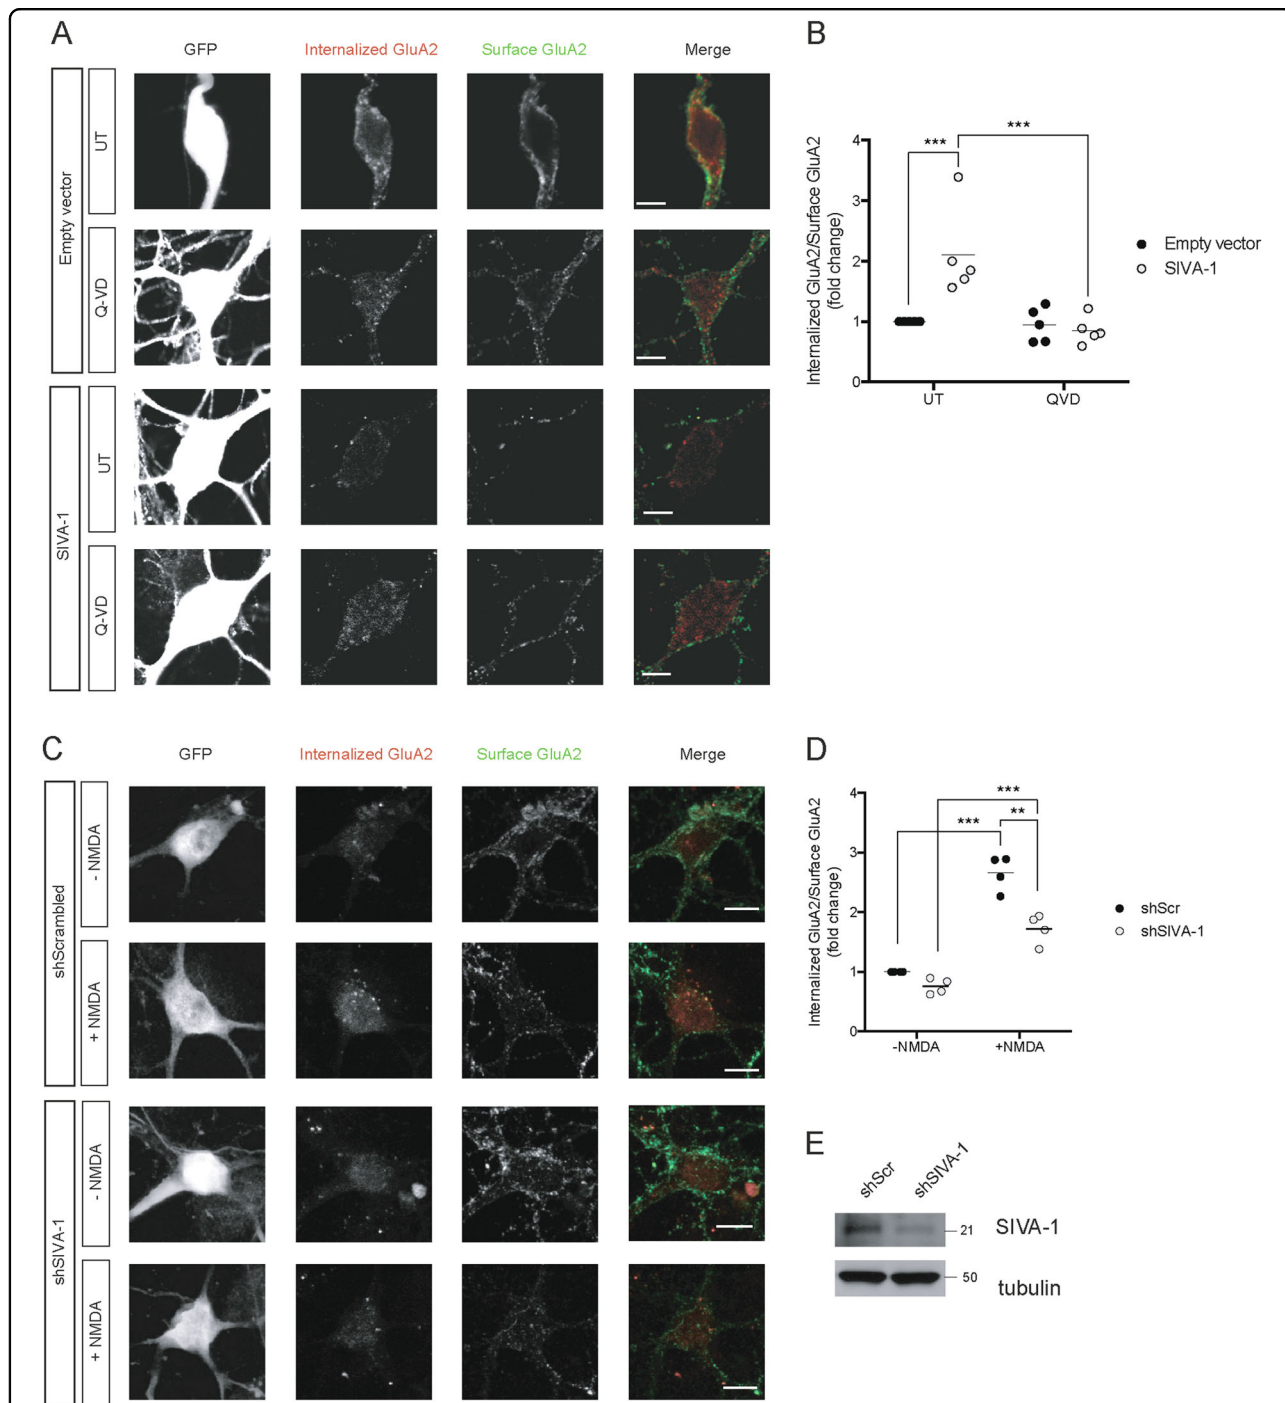 A
GFP
Internalized GluA2
Surface GluA2
Merge
Empty vector
UT
Q-VD
SIVA-1
UT
Q-VD
B
Internalized GluA2/Surface GluA2
(fold change)
4
3
2
1
0
***
***
UT
QVD
Empty vector
SIVA-1
C
GFP
Internalized GluA2
Surface GluA2
Merge
shScrambled
- NMDA
+ NMDA
shSIVA-1
- NMDA
+ NMDA
D
Internalized GluA2/Surface GluA2
(fold change)
4
3
2
1
0
***
***
**
-NMDA
+NMDA
shScr
shSIVA-1
E
shScr
shSIVA-1
21
SIVA-1
50
tubulin